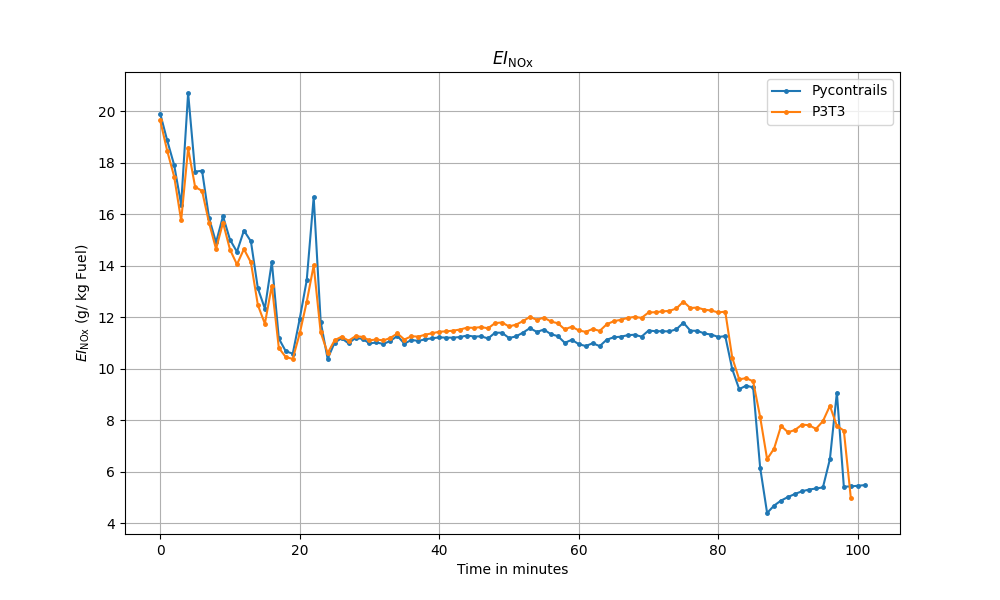 EI_NOx
Pycontrails
P3T3
EI_NOx (g/ kg Fuel)
20
18
16
14
12
10
8
6
4
0 20 40 60 80 100
Time in minutes